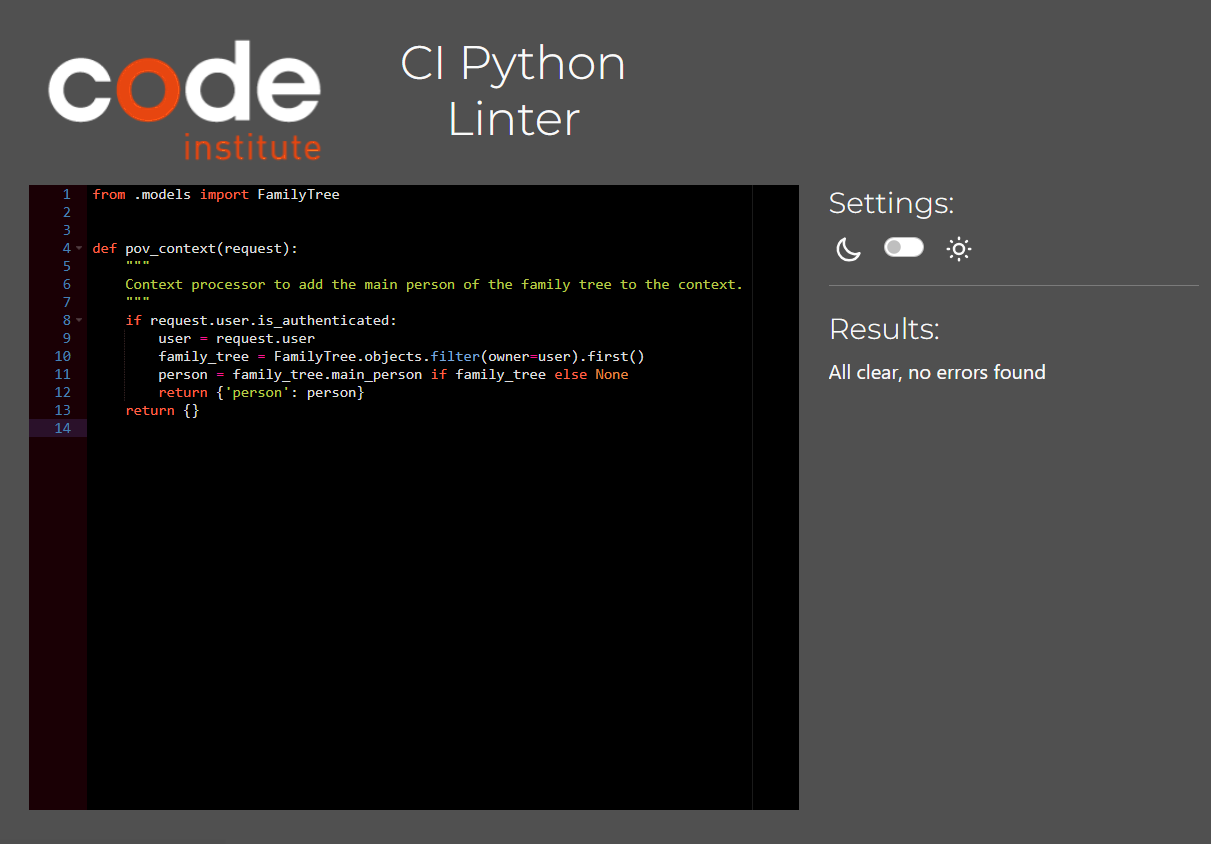 code
institute
CI Python
Linter
1 from .models import FamilyTree
2
3
4 def pov_context(request):
5     """
6     Context processor to add the main person of the family tree to the context.
7     """
8     if request.user.is_authenticated:
9         user = request.user
10         family_tree = FamilyTree.objects.filter(owner=user).first()
11         person = family_tree.main_person if family_tree else None
12         return {'person': person}
13     return {}
14
Settings:
Results:
All clear, no errors found